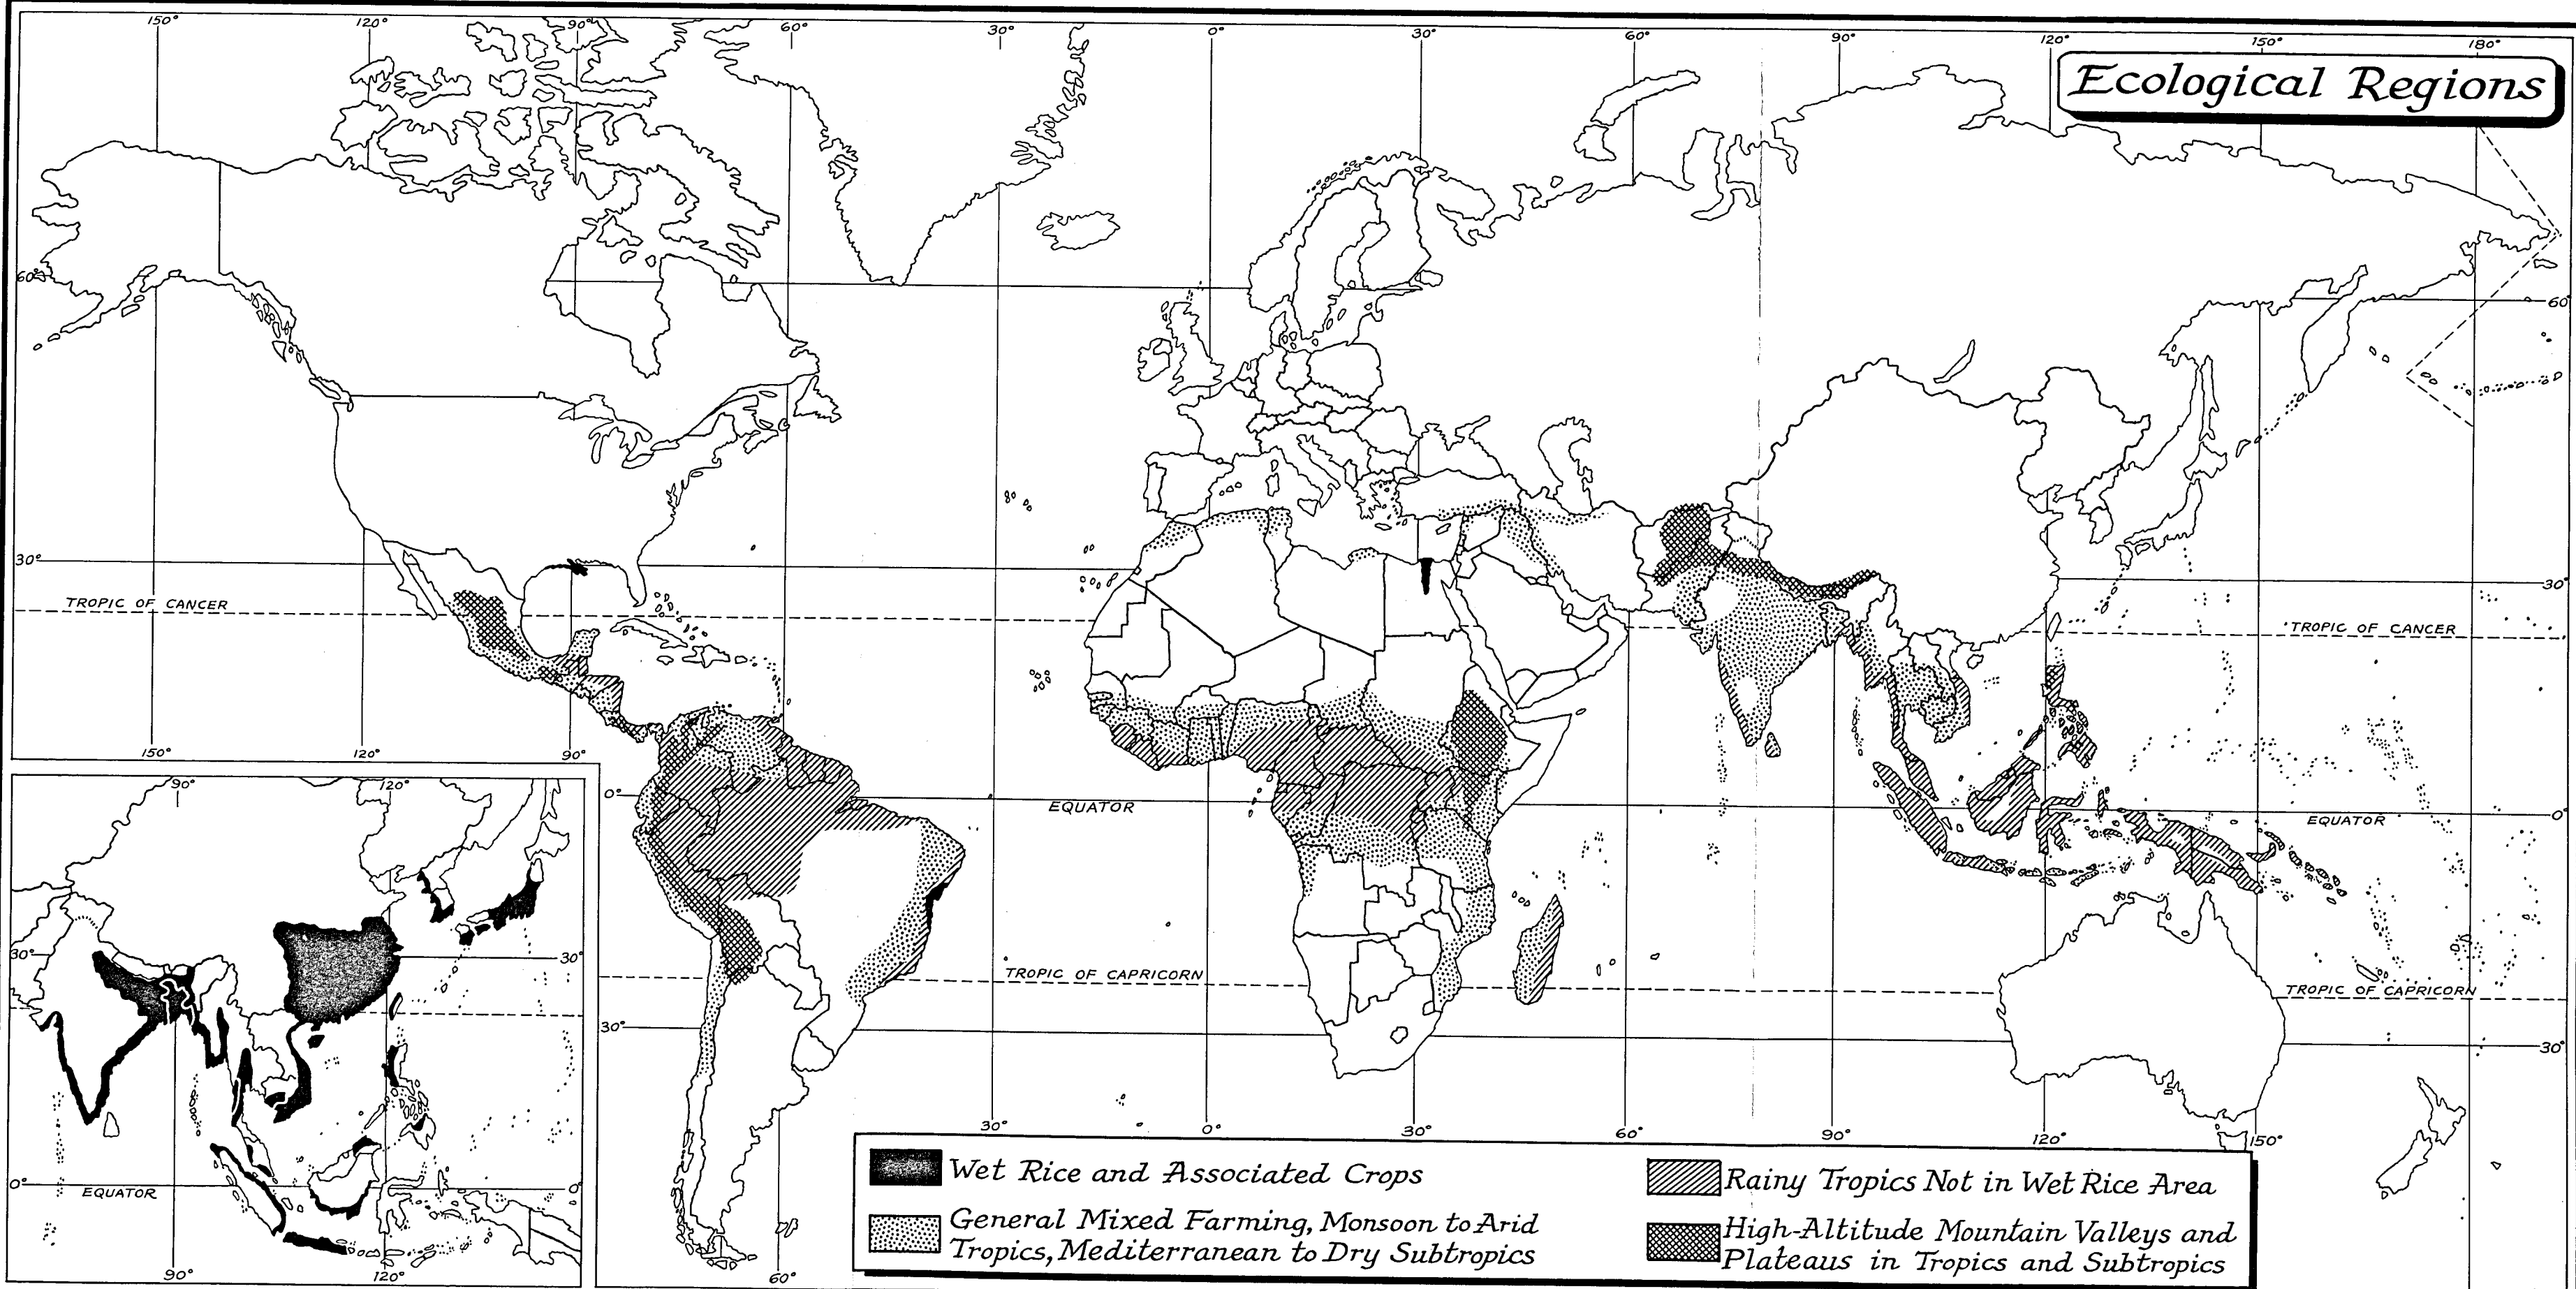 150° 120° 90° 60° 30° 0° 30° 60° 90° 120° 150° 180°
Ecological Regions
60° 60°
30° 30°
TROPIC OF CANCER TROPIC OF CANCER
150° 120° 90°
0° EQUATOR EQUATOR 0°
TROPIC OF CAPRICORN TROPIC OF CAPRICORN
30° 30°
30° 0° 30° 60° 90° 120° 150°
60°
90° 120°
30° 30°
0° EQUATOR 0°
90° 120°
Wet Rice and Associated Crops
General Mixed Farming, Monsoon to Arid
Tropics, Mediterranean to Dry Subtropics
Rainy Tropics Not in Wet Rice Area
High-Altitude Mountain Valleys and
Plateaus in Tropics and Subtropics